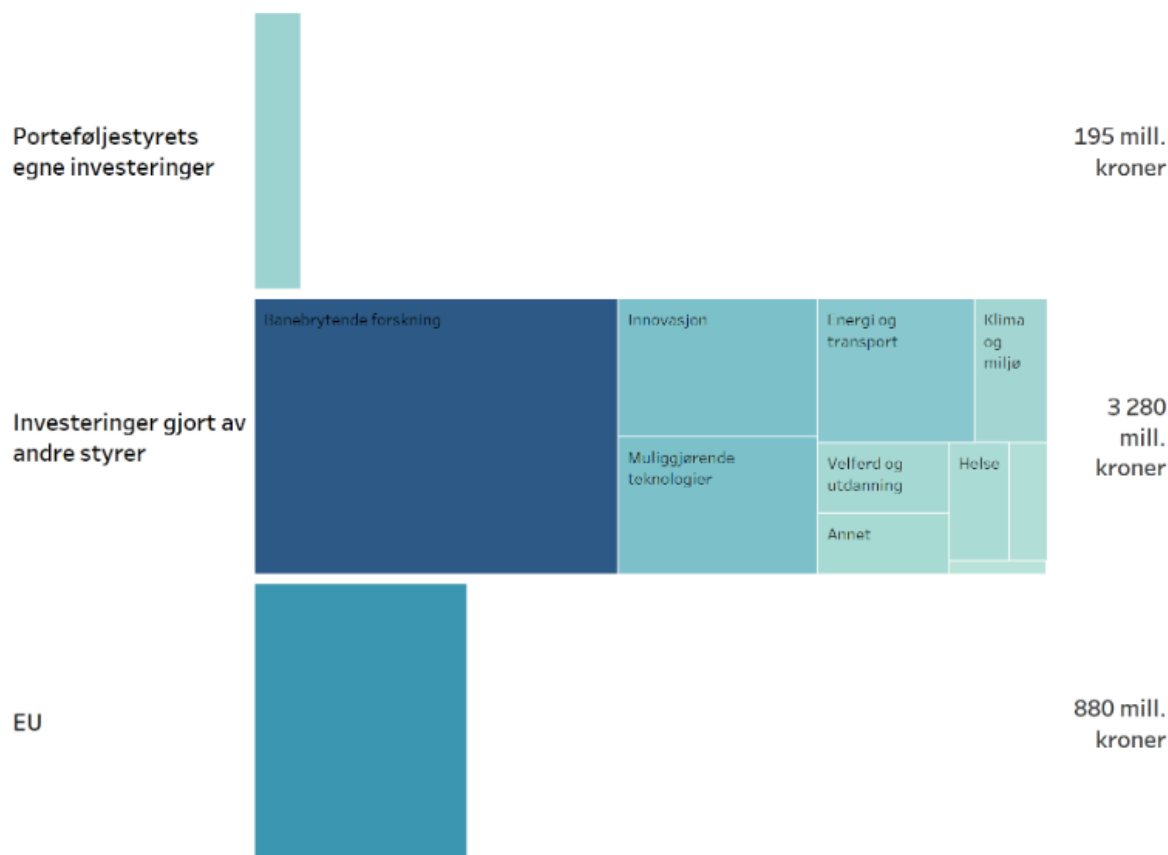 Porteføljestyrets
egne investeringer
195 mill.
kroner
Investeringer gjort av
andre styrer
Banebrytende forskning
Innovasjon
Muliggjørende
teknologier
Energi og
transport
Klima
og
miljø
Velferd og
utdanning
Helse
Annet
3 280
mill.
kroner
EU
880 mill.
kroner